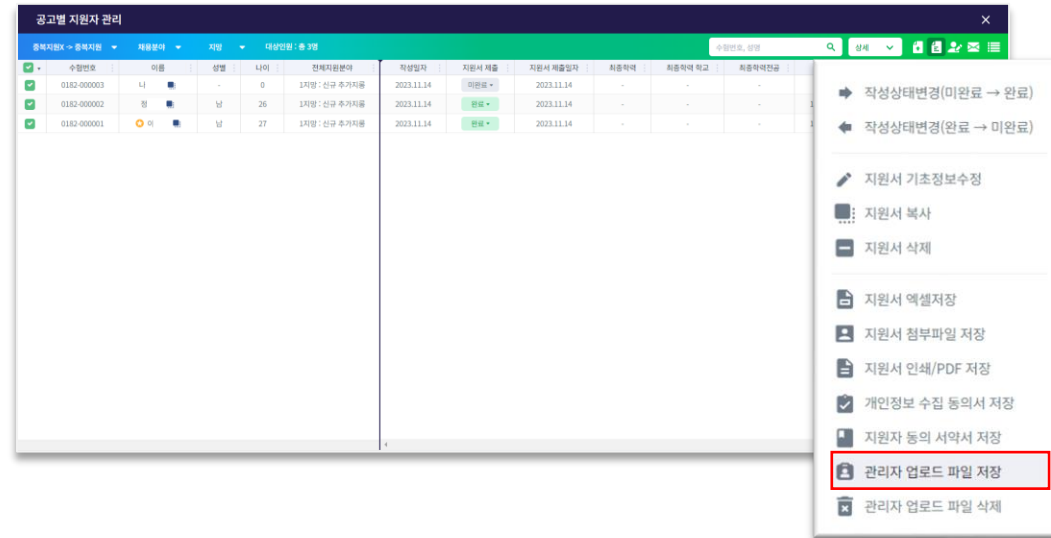 공고별 지원자 관리
중복지원X -> 중복지원 채용분야 지망 대상인원 : 총 3명 수험번호, 성명 상세
수험번호 이름 성별 나이 전체지원분야 작성일자 지원서 제출 지원서 제출일자 최종학력 최종학력 학교 최종학력전공
0182-000003 나 - 0 1지망 : 신규 추가지룸 2023.11.14 미완료 2023.11.14 - - -
0182-000002 정 남 26 1지망 : 신규 추가지룸 2023.11.14 완료 2023.11.14 - - - 1
0182-000001 이 남 27 1지망 : 신규 추가지룸 2023.11.14 완료 2023.11.14 - - - 1
작성상태변경(미완료 → 완료)
작성상태변경(완료 → 미완료)
지원서 기초정보수정
지원서 복사
지원서 삭제
지원서 엑셀저장
지원서 첨부파일 저장
지원서 인쇄/PDF 저장
개인정보 수집 동의서 저장
지원자 동의 서약서 저장
관리자 업로드 파일 저장
관리자 업로드 파일 삭제